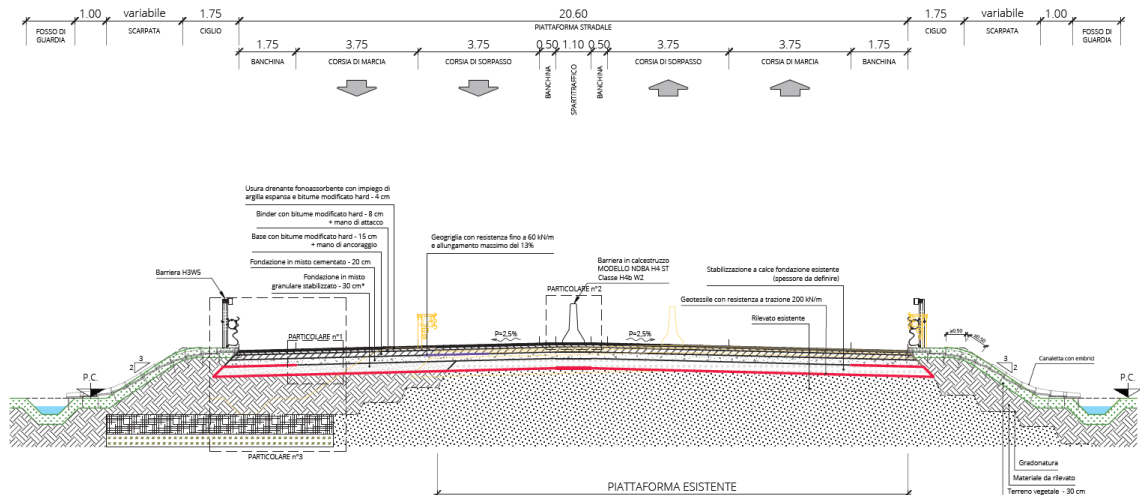 1.00
variabile
1.75
20.60
1.75
variabile
1.00
FOSSO DI
GUARDIA
SCARPATA
CIGLIO
PIATTAFORMA STRADALE
CIGLIO
SCARPATA
FOSSO DI
GUARDIA
1.75
3.75
3.75
0.50
1.10
0.50
3.75
3.75
1.75
BANCHINA
CORSIA DI MARCIA
CORSIA DI SORPASSO
BANCHINA
SPARTITRAFFICO
BANCHINA
CORSIA DI SORPASSO
CORSIA DI MARCIA
BANCHINA
Usura drenante fonoassorbente con impiego di
argilla espansa e bitume modificato hard - 4 cm
Binder con bitume modificato hard - 8 cm
+ mano di attacco
Base con bitume modificato hard - 15 cm
+ mano di ancoraggio
Fondazione in misto cementato - 20 cm
Fondazione in misto
granulare stabilizzato - 30 cm*
Geogriglia con resistenza fino a 60 kN/m
e allungamento massimo del 13%
Barriera in calcestruzzo
MODELLO NDBA H4 ST
Classe H4b W2
PARTICOLARE n°2
Stabilizzazione a calce fondazione esistente
(spessore da definire)
Geotessile con resistenza a trazione 200 kN/m
Rilevato esistente
Barriera H3W5
PARTICOLARE n°1
P=2,5%
P=2,5%
≥0.50
≥0.50
3
2
3
2
Canaletta con embrici
P.C.
P.C.
PARTICOLARE n°3
Gradonatura
Materiale da rilevato
Terreno vegetale - 30 cm
PIATTAFORMA ESISTENTE